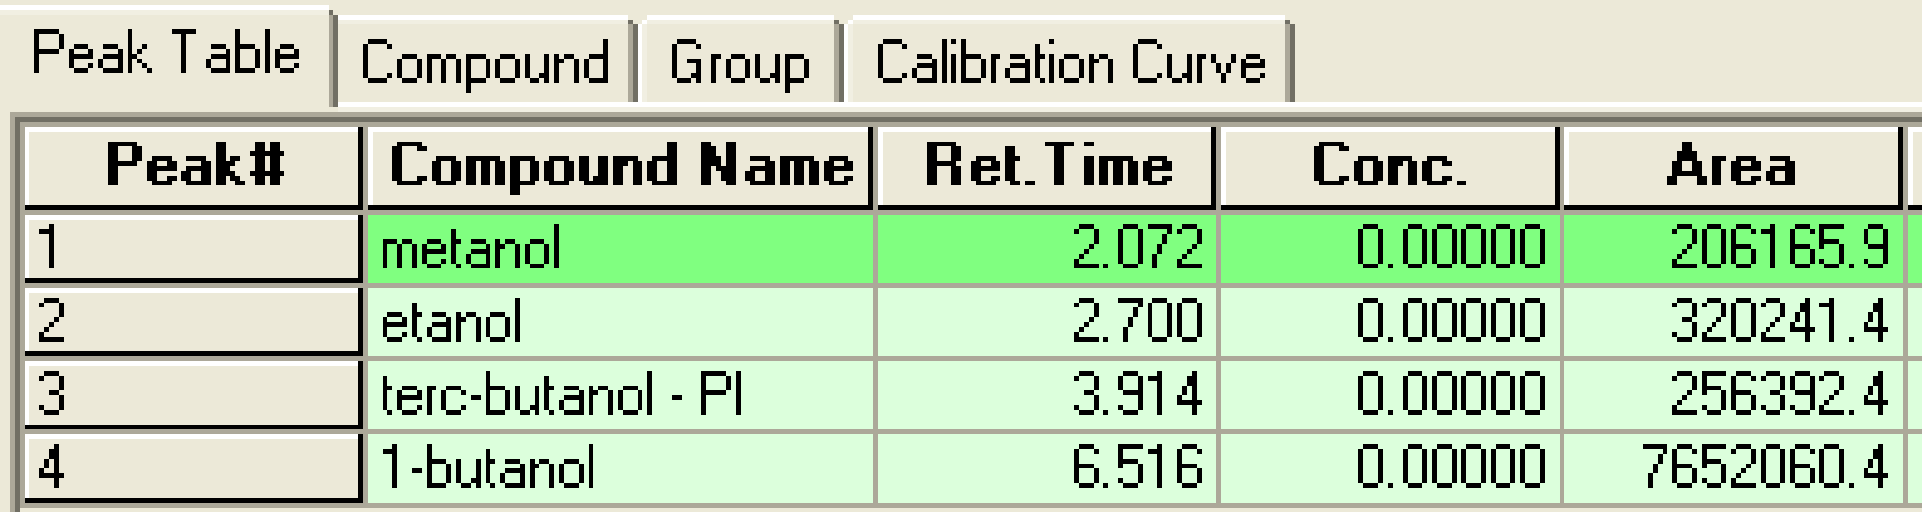 Peak Table Compound Group Calibration Curve
Peak# Compound Name Ret.Time Conc. Area
1 metanol 2.072 0.00000 206165.9
2 etanol 2.700 0.00000 320241.4
3 terc-butanol - PI 3.914 0.00000 256392.4
4 1-butanol 6.516 0.00000 7652060.4